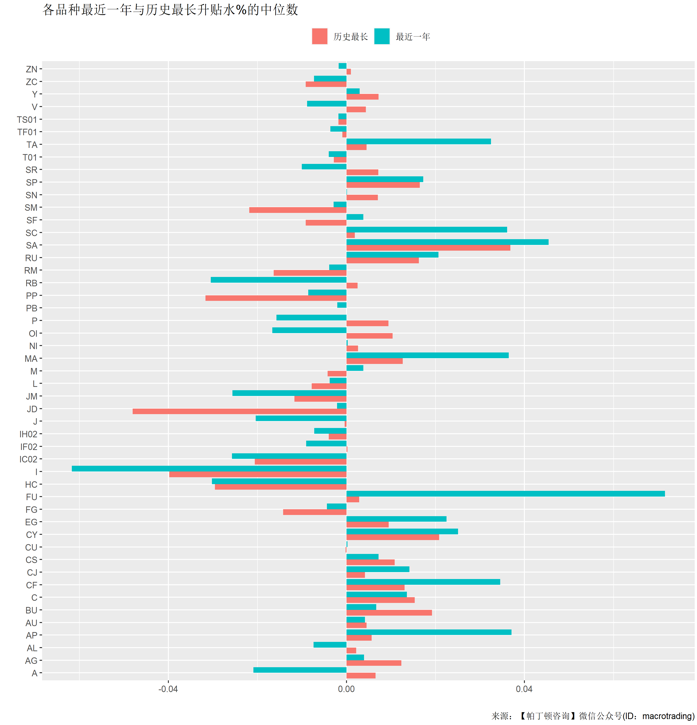 各品种最近一年与历史最长升贴水%的中位数
历史最长 最近一年
ZN
ZC
Y
V
TS01
TF01
TA
T01
SR
SP
SN
SM
SF
SC
SA
RU
RM
RB
PP
PB
P
OI
NI
MA
M
L
JM
JD
J
IH02
IF02
IC02
I
HC
FU
FG
EG
CY
CU
CS
CJ
CF
C
BU
AU
AP
AL
AG
A
-0.04 0.00 0.04
来源:【帕丁顿咨询】微信公众号(ID：macrotrading)